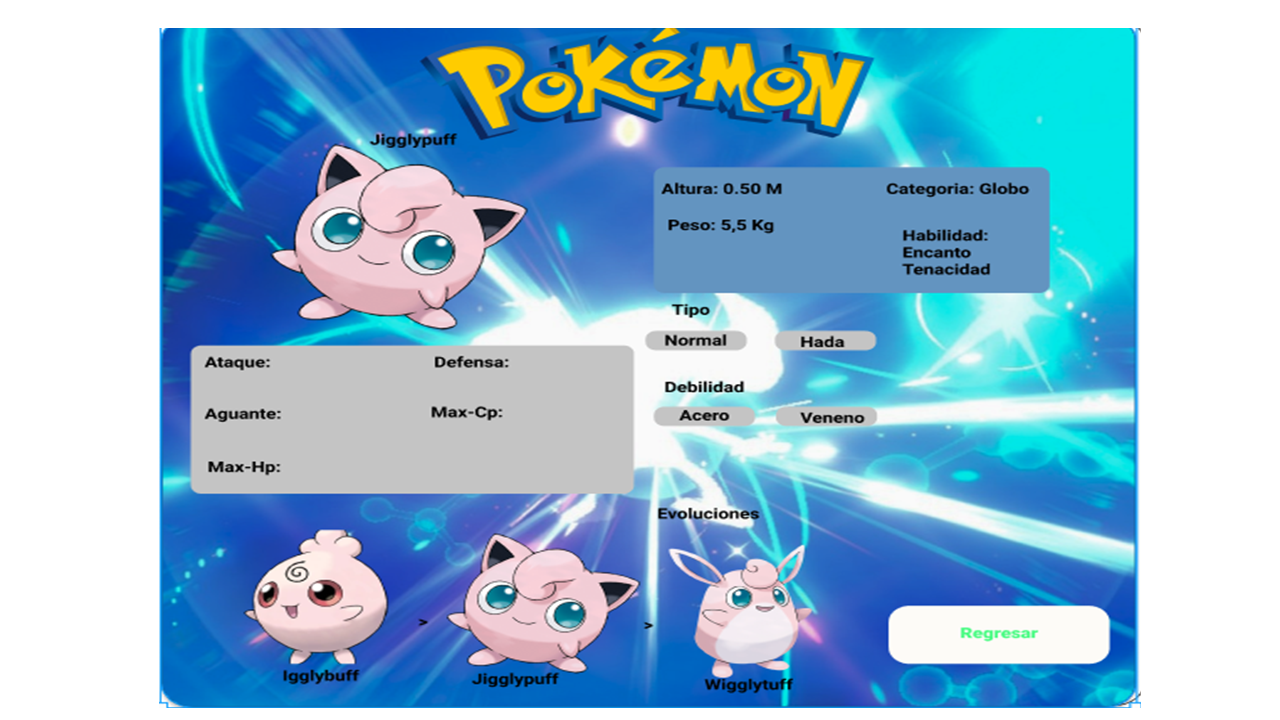 POKéMON
Jigglypuff
Altura: 0.50 M
Categoria: Globo
Peso: 5,5 Kg
Habilidad:
Encanto
Tenacidad
Tipo
Normal
Hada
Debilidad
Acero
Veneno
Ataque:
Defensa:
Aguante:
Max-Cp:
Max-Hp:
Evoluciones
Igglybuff
>
Jigglypuff
>
Wigglytuff
Regresar